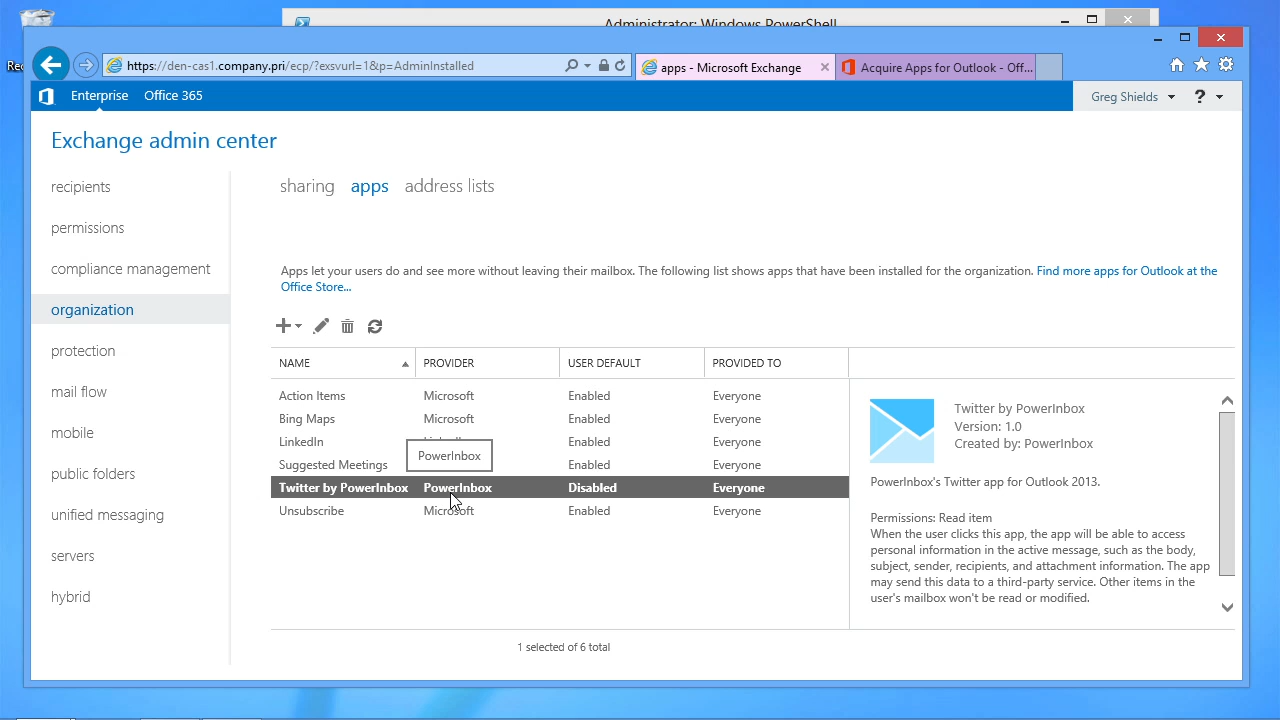 Administrator: Windows PowerShell
https://den-cas1.company.pri/ecp/?exsvurl=1&p=AdminInstalled
apps - Microsoft Exchange
Acquire Apps for Outlook - Off...
Enterprise
Office 365
Greg Shields
?
Exchange admin center
recipients
permissions
compliance management
organization
protection
mail flow
mobile
public folders
unified messaging
servers
hybrid
sharing
apps
address lists
Apps let your users do and see more without leaving their mailbox. The following list shows apps that have been installed for the organization. Find more apps for Outlook at the
Office Store...
NAME PROVIDER USER DEFAULT PROVIDED TO
Action Items Microsoft Enabled Everyone
Bing Maps Microsoft Enabled Everyone
LinkedIn Enabled Everyone
PowerInbox
Suggested Meetings Enabled Everyone
Twitter by PowerInbox PowerInbox Disabled Everyone
Unsubscribe Microsoft Enabled Everyone
1 selected of 6 total
Twitter by PowerInbox
Version: 1.0
Created by: PowerInbox
PowerInbox's Twitter app for Outlook 2013.
Permissions: Read item
When the user clicks this app, the app will be able to access
personal information in the active message, such as the body,
subject, sender, recipients, and attachment information. The app
may send this data to a third-party service. Other items in the
user's mailbox won't be read or modified.